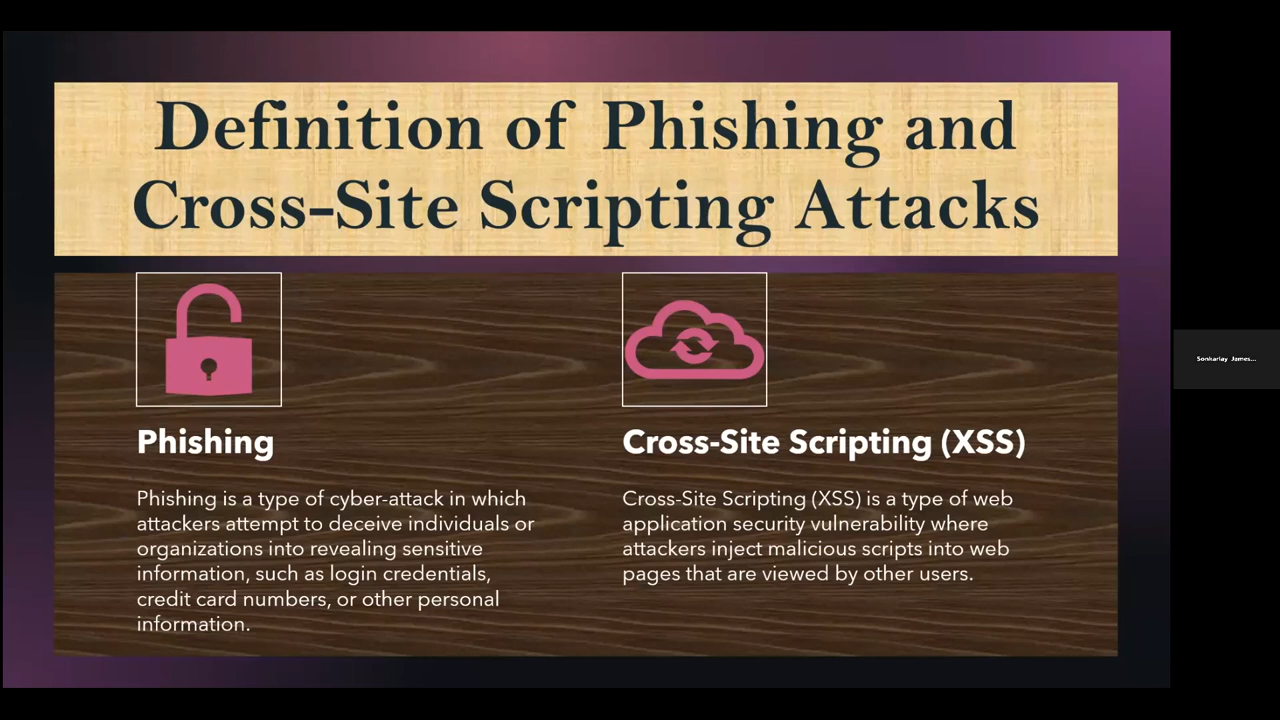 Definition of Phishing and
Cross-Site Scripting Attacks
Phishing
Phishing is a type of cyber-attack in which
attackers attempt to deceive individuals or
organizations into revealing sensitive
information, such as login credentials,
credit card numbers, or other personal
information.
Cross-Site Scripting (XSS)
Cross-Site Scripting (XSS) is a type of web
application security vulnerability where
attackers inject malicious scripts into web
pages that are viewed by other users.
Sonkarlay James...